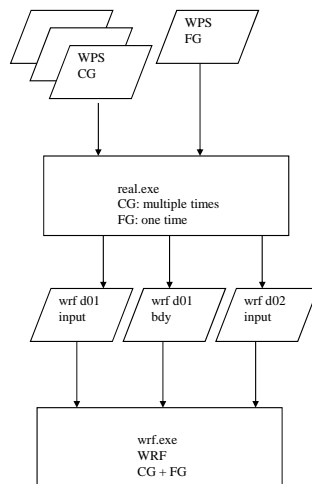 WPS
CG
WPS
FG
real.exe
CG: multiple times
FG: one time
wrf d01
input
wrf d01
bdy
wrf d02
input
wrf.exe
WRF
CG + FG